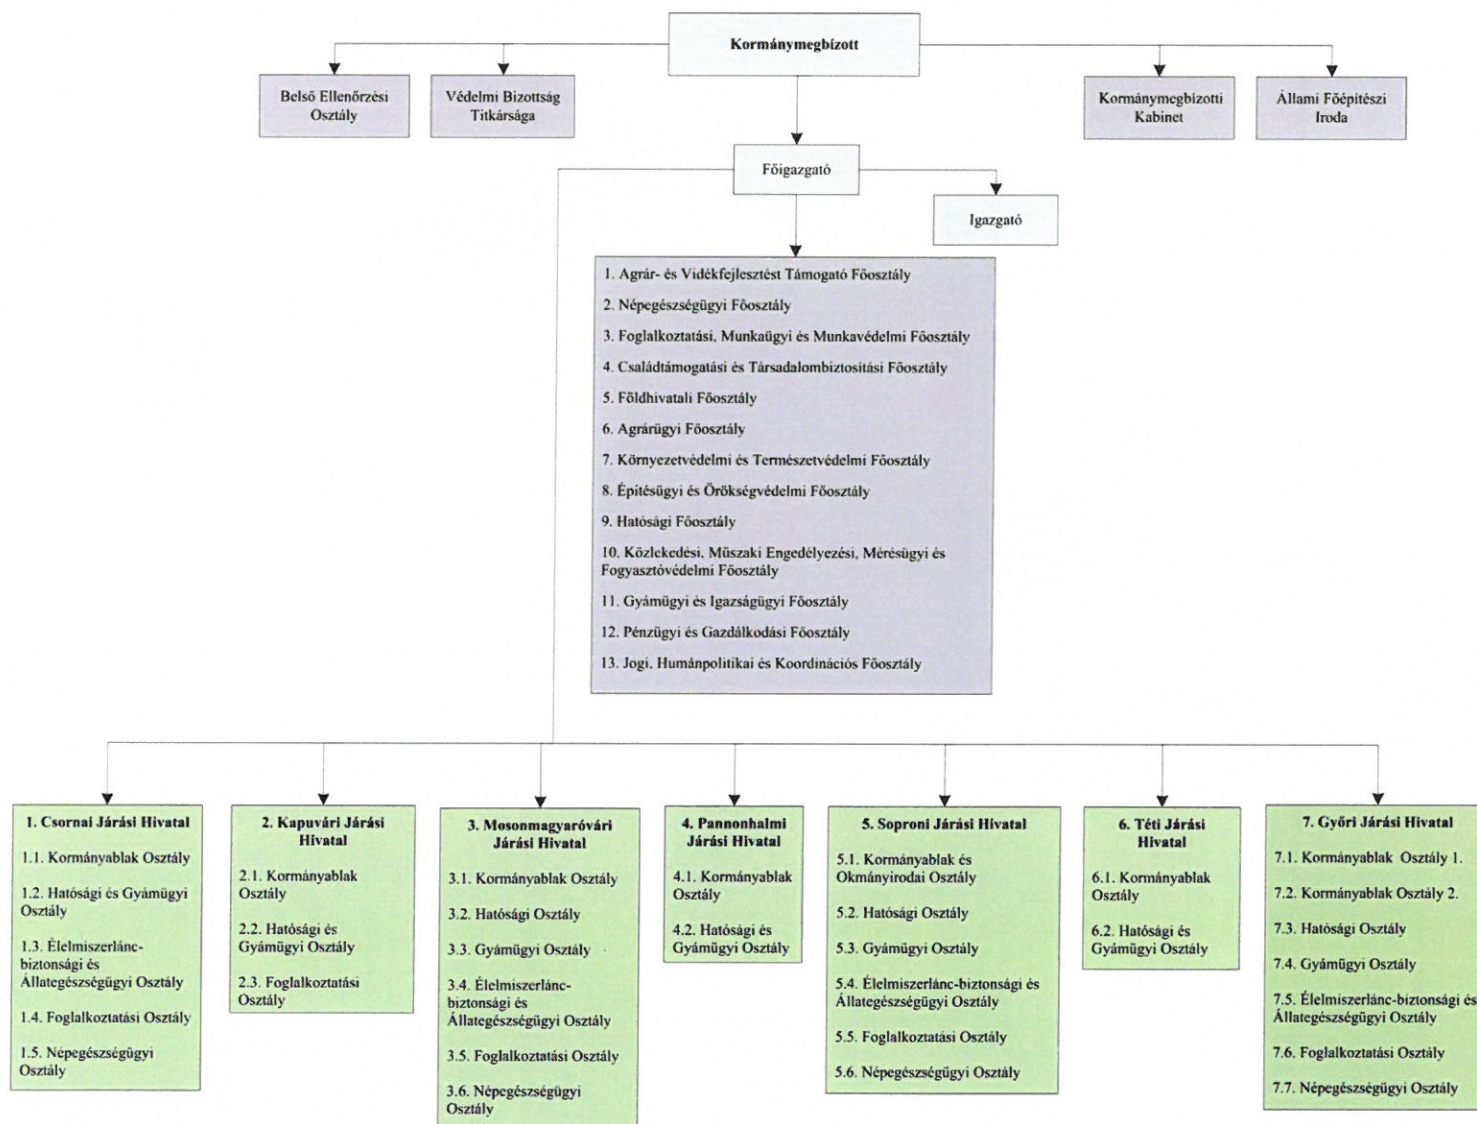 Kormánymegbízott
Belső Ellenőrzési
Osztály
Védelmi Bizottság
Titkársága
Kormánymegbízotti
Kabinet
Állami Főépítészi
Iroda
Főigazgató
Igazgató
1. Agrár- és Vidékfejlesztést Támogató Főosztály
2. Népegészségügyi Főosztály
3. Foglalkoztatási, Munkaügyi és Munkavédelmi Főosztály
4. Családtámogatási és Társadalombiztosítási Főosztály
5. Földhivatali Főosztály
6. Agrárügyi Főosztály
7. Környezetvédelmi és Természetvédelmi Főosztály
8. Építésügyi és Örökségvédelmi Főosztály
9. Hatósági Főosztály
10. Közlekedési, Műszaki Engedélyezési, Mérésügyi és
Fogyasztóvédelmi Főosztály
11. Gyámügyi és Igazságügyi Főosztály
12. Pénzügyi és Gazdálkodási Főosztály
13. Jogi, Humánpolitikai és Koordinációs Főosztály
1. Csornai Járási Hivatal
1.1. Kormányablak Osztály
1.2. Hatósági és Gyámügyi
Osztály
1.3. Élelmiszerlánc-
biztonsági és
Állategészségügyi Osztály
1.4. Foglalkoztatási Osztály
1.5. Népegészségügyi
Osztály
2. Kapuvári Járási
Hivatal
2.1. Kormányablak
Osztály
2.2. Hatósági és
Gyámügyi Osztály
2.3. Foglalkoztatási
Osztály
3. Mosonmagyaróvári
Járási Hivatal
3.1. Kormányablak Osztály
3.2. Hatósági Osztály
3.3. Gyámügyi Osztály
3.4. Élelmiszerlánc-
biztonsági és
Állategészségügyi Osztály
3.5. Foglalkoztatási Osztály
3.6. Népegészségügyi
Osztály
4. Pannonhalmi
Járási Hivatal
4.1. Kormányablak
Osztály
4.2. Hatósági és
Gyámügyi Osztály
5. Soproni Járási Hivatal
5.1. Kormányablak és
Okmányirodai Osztály
5.2. Hatósági Osztály
5.3. Gyámügyi Osztály
5.4. Élelmiszerlánc-biztonsági és
Állategészségügyi Osztály
5.5. Foglalkoztatási Osztály
5.6. Népegészségügyi Osztály
6. Téti Járási
Hivatal
6.1. Kormányablak
Osztály
6.2. Hatósági és
Gyámügyi Osztály
7. Győri Járási Hivatal
7.1. Kormányablak Osztály 1.
7.2. Kormányablak Osztály 2.
7.3. Hatósági Osztály
7.4. Gyámügyi Osztály
7.5. Élelmiszerlánc-biztonsági és
Állategészségügyi Osztály
7.6. Foglalkoztatási Osztály
7.7. Népegészségügyi Osztály